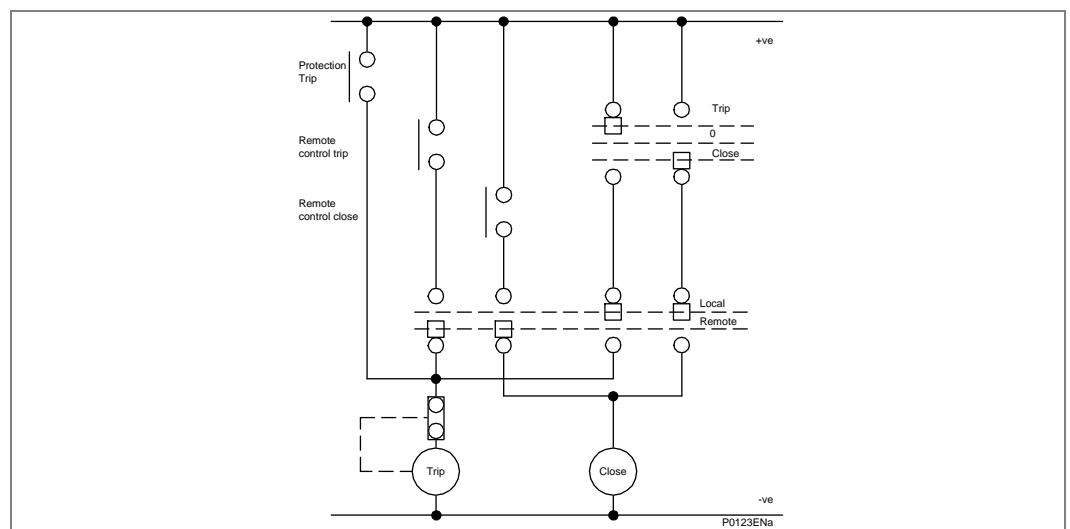 +ve
Protection
Trip
Trip
0
Remote
control trip
Close
Remote
control close
Local
Remote
Trip
Close
-ve
P0123ENa